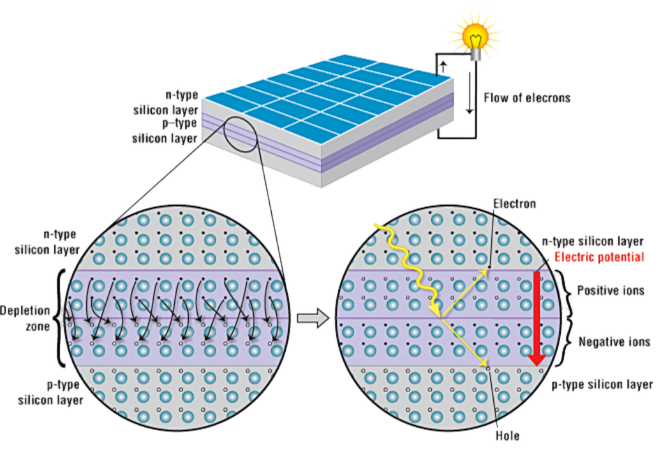 n-type
silicon layer
p-type
silicon layer
Flow of elecrons
n-type
silicon layer
Depletion
zone
p-type
silicon layer
Electron
n-type silicon layer
Electric potential
Positive ions
Negative ions
p-type silicon layer
Hole